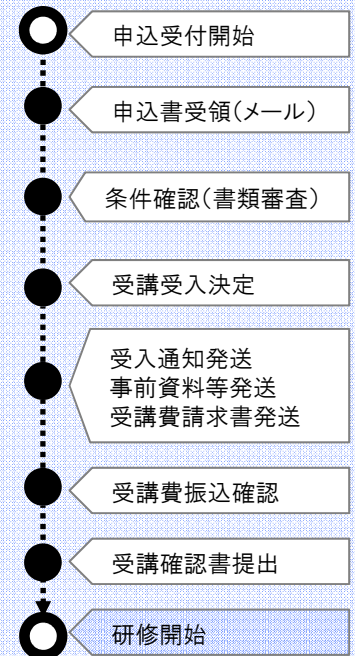 申込受付開始
申込書受領(メール)
条件確認(書類審査)
受講受入決定
受入通知発送
事前資料等発送
受講費請求書発送
受講費振込確認
受講確認書提出
研修開始